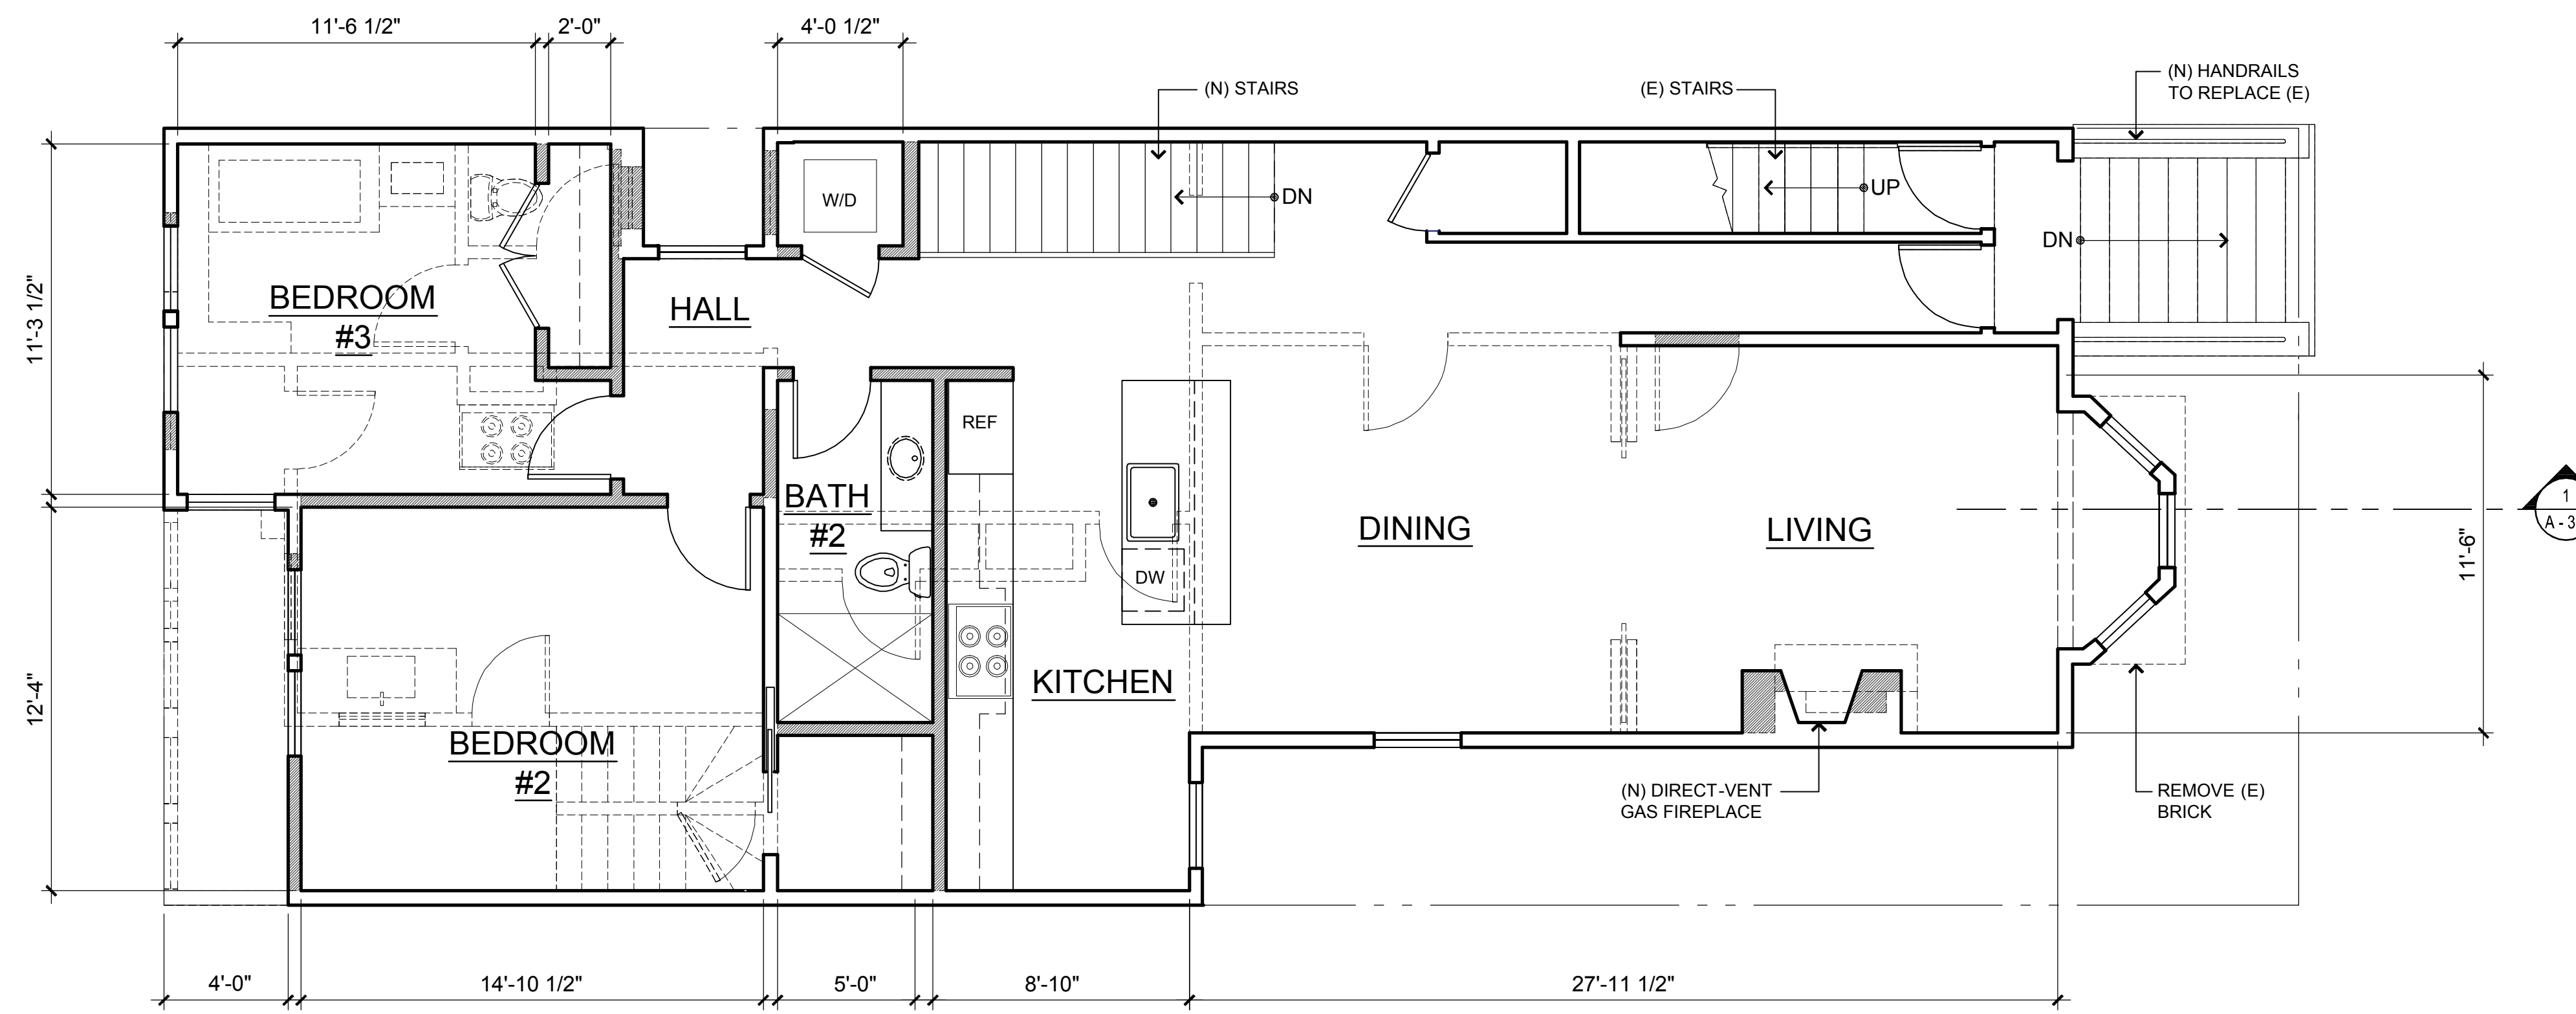 11'-6 1/2"
2'-0"
4'-0 1/2"
(N) STAIRS
(E) STAIRS
(N) HANDRAILS
TO REPLACE (E)
W/D
DN
UP
DN
11'-3 1/2"
BEDROOM
#3
HALL
REF
BATH
#2
DINING
LIVING
1
A - 3
11'-6"
DW
KITCHEN
12'-4"
BEDROOM
#2
(N) DIRECT-VENT
GAS FIREPLACE
REMOVE (E)
BRICK
4'-0"
14'-10 1/2"
5'-0"
8'-10"
27'-11 1/2"